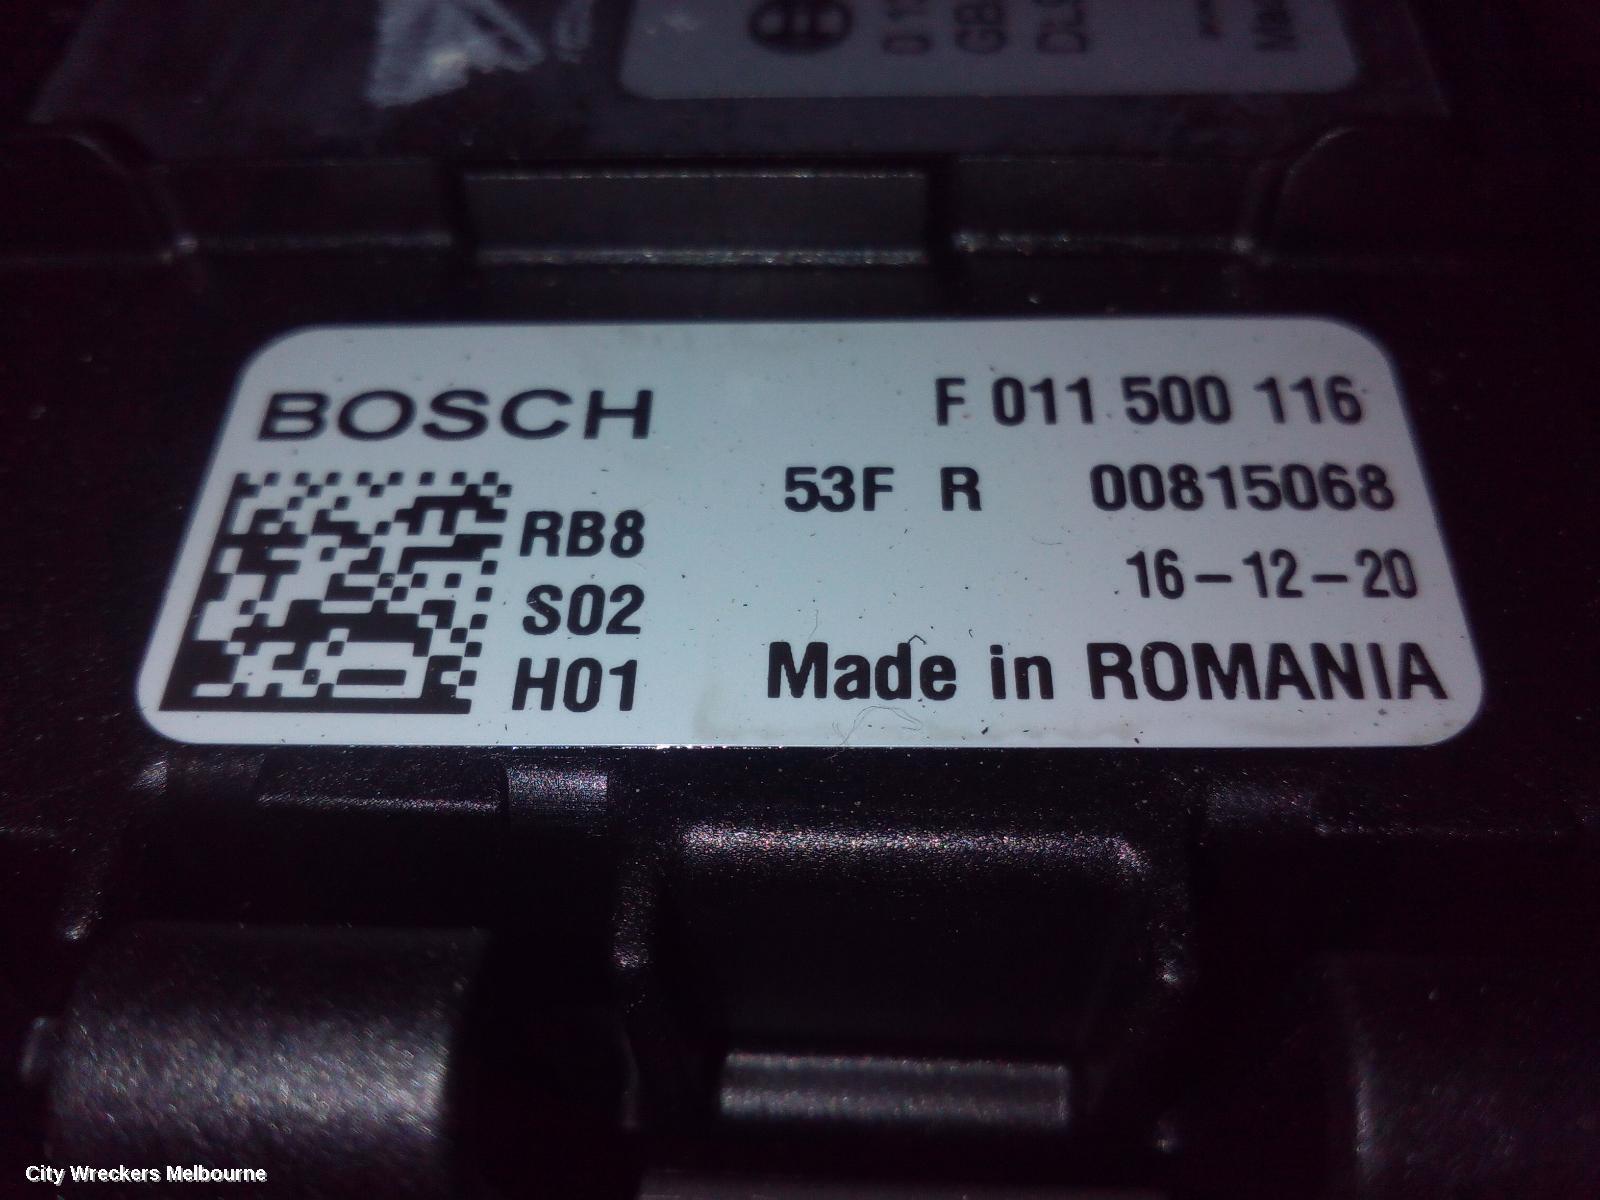 BOSCH
F 011 500 116
53F R 00815068
RB8
16-12-20
S02
Made in ROMANIA
H01
City Wreckers Melbourne